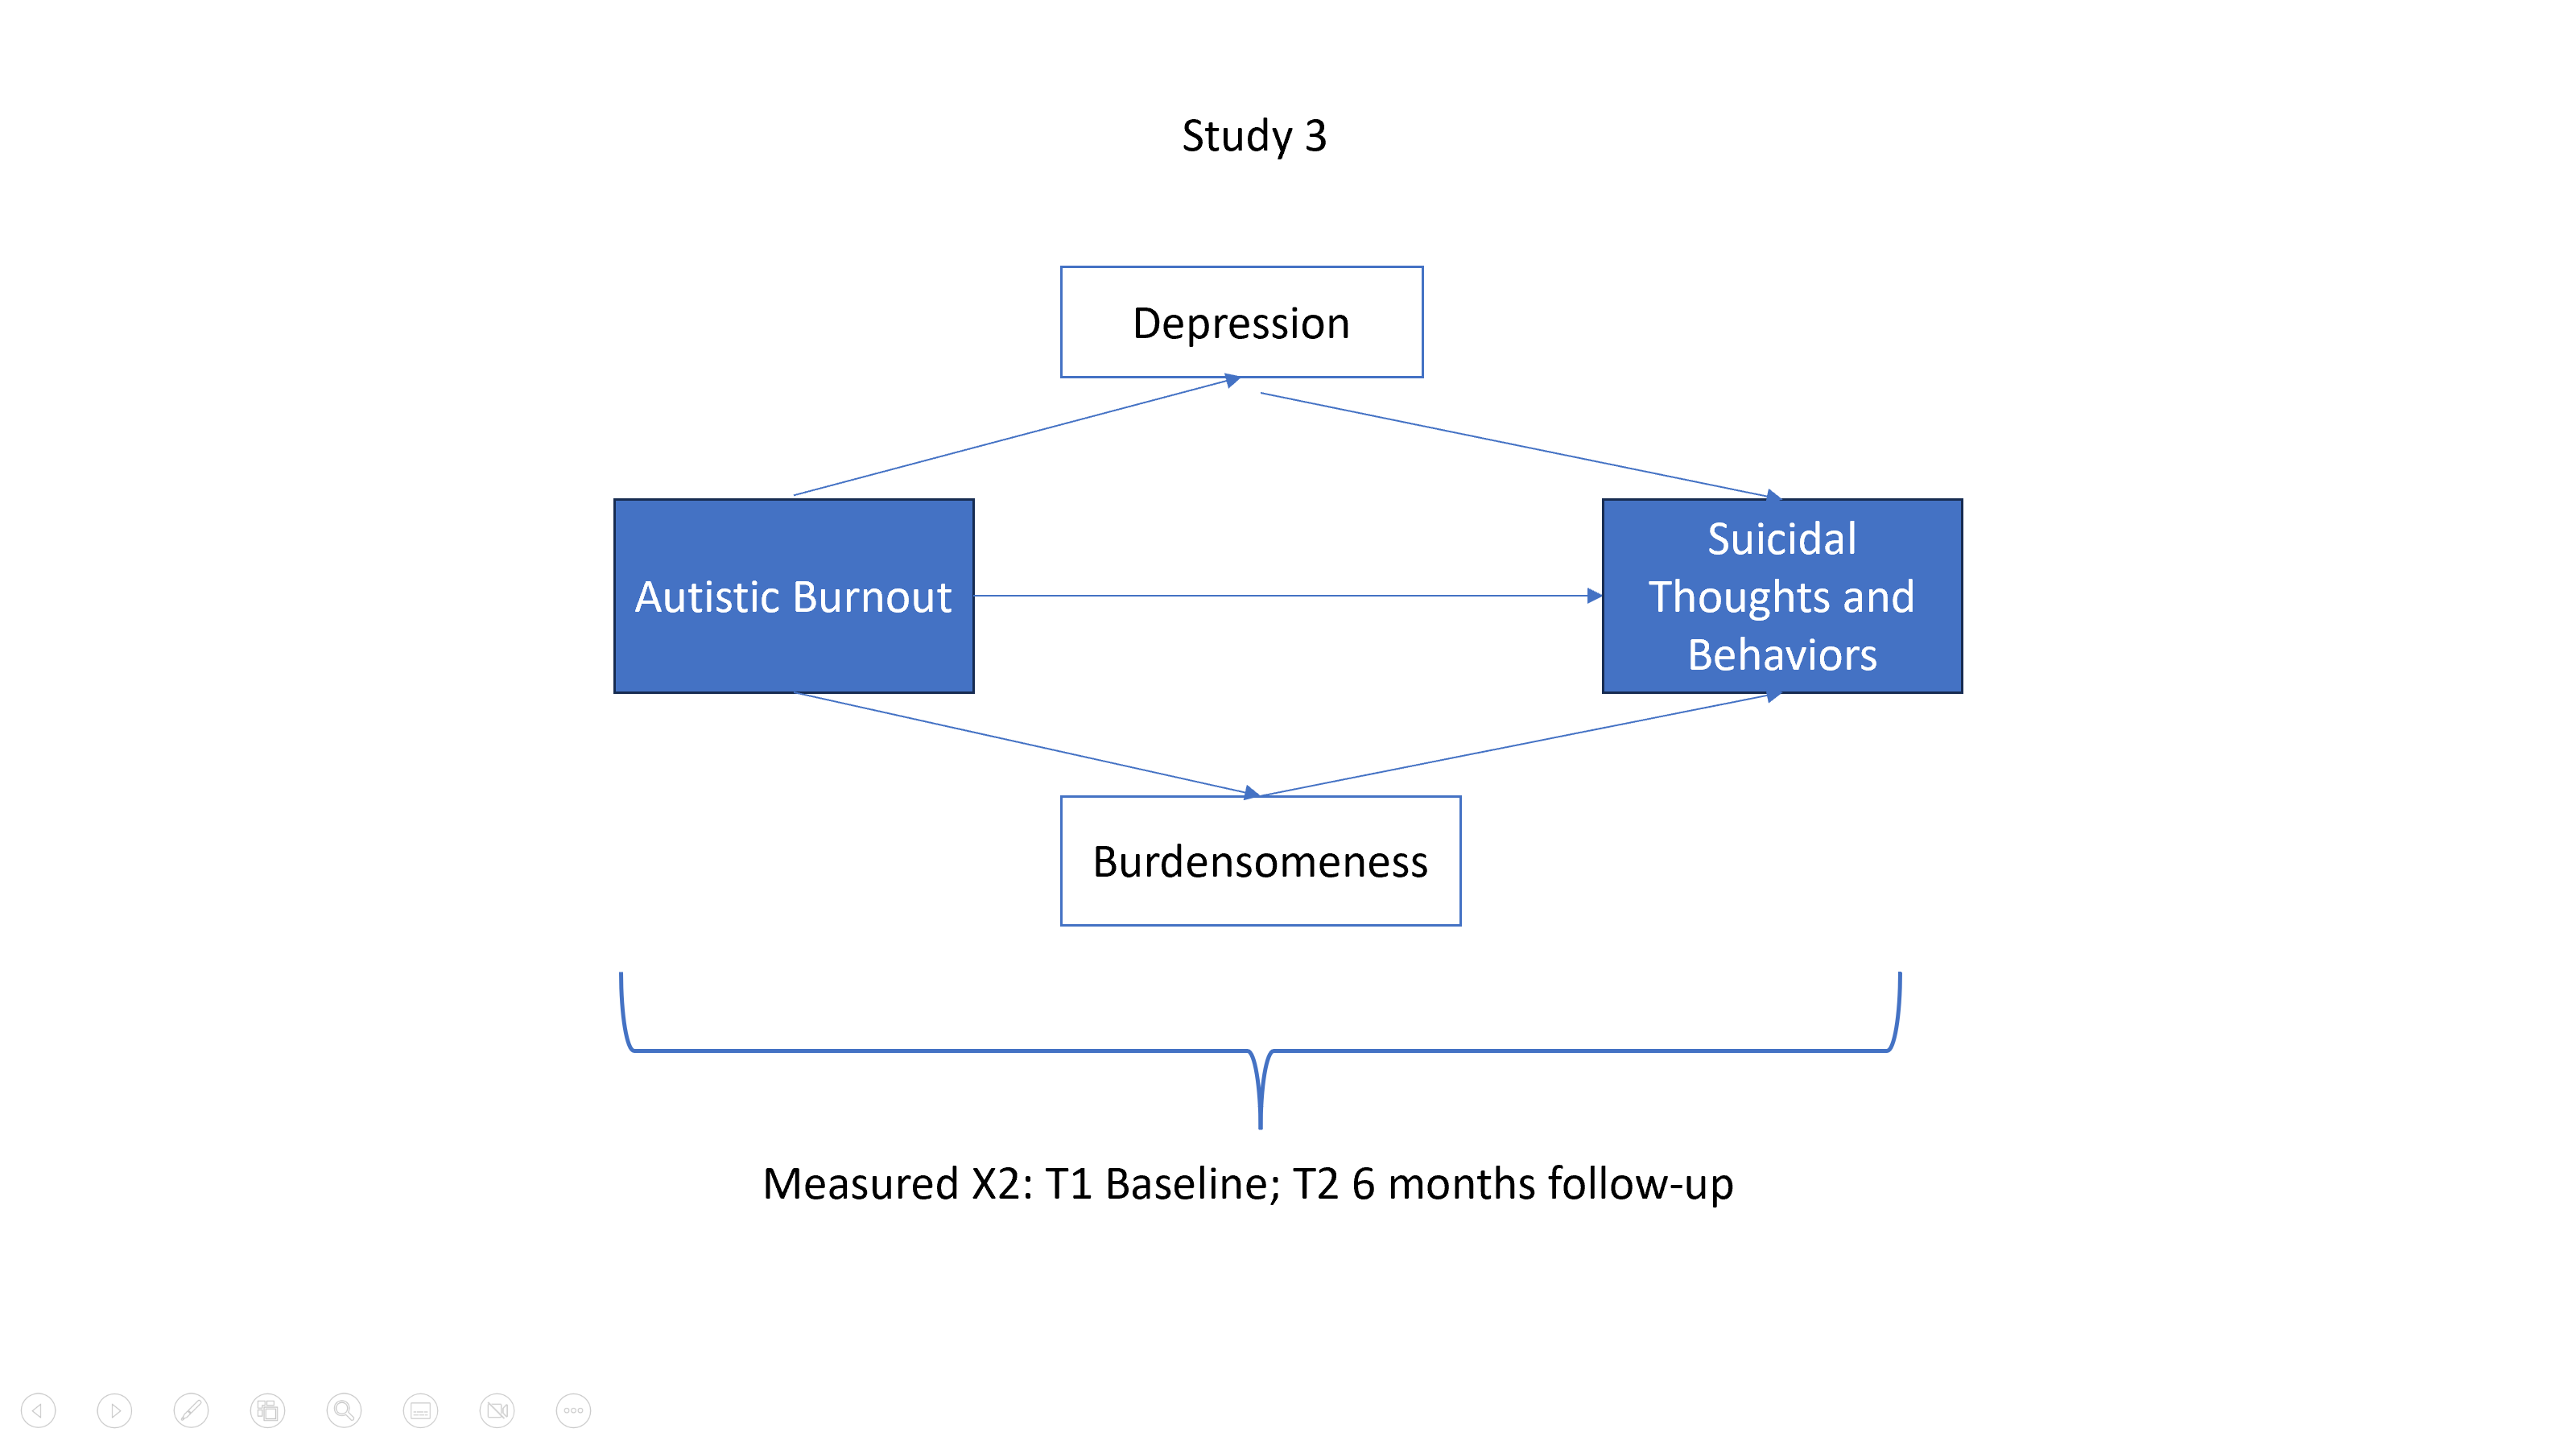 Study 3
Depression
Autistic Burnout
Suicidal
Thoughts and
Behaviors
Burdensomeness
Measured X2: T1 Baseline; T2 6 months follow-up